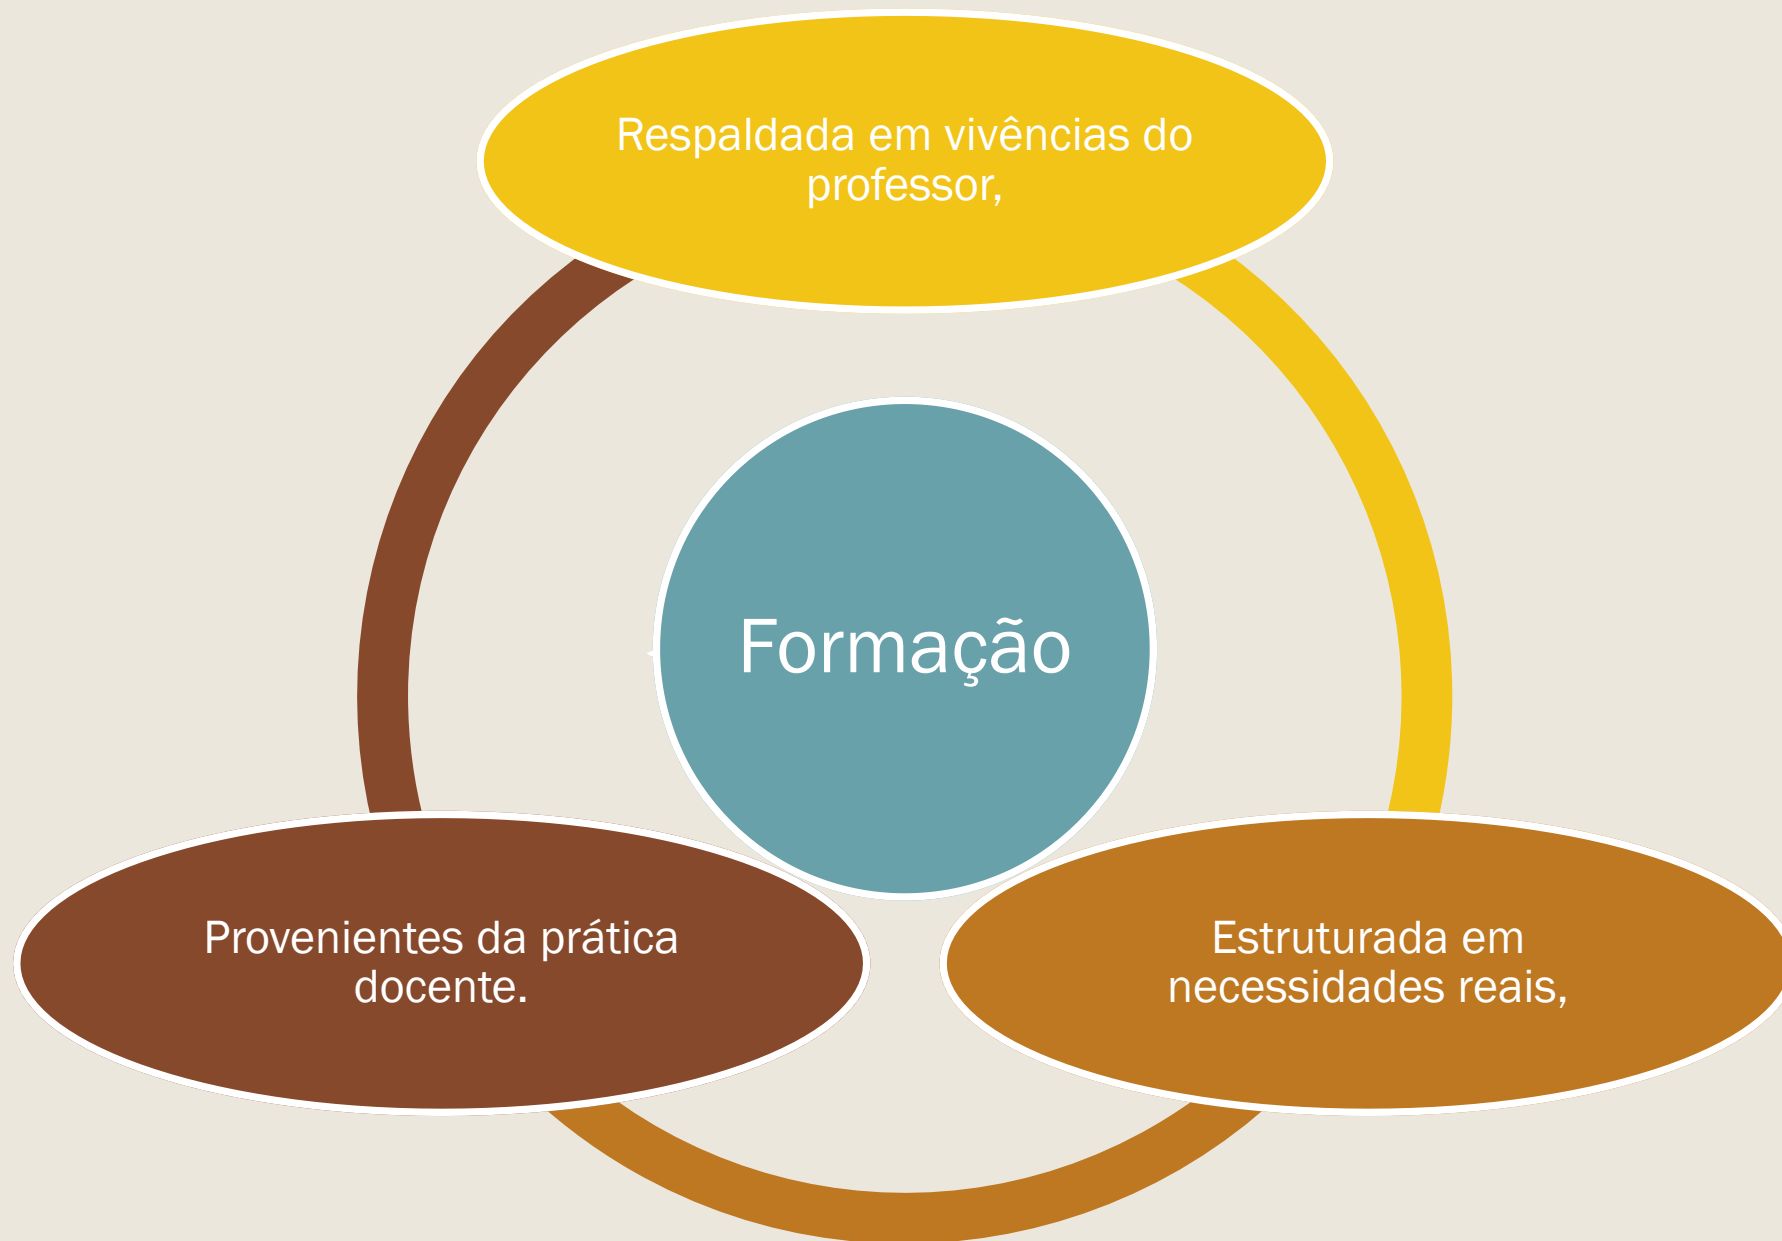 Respaldada em vivências do
professor,
Formação
Provenientes da prática
docente.
Estruturada em
necessidades reais,